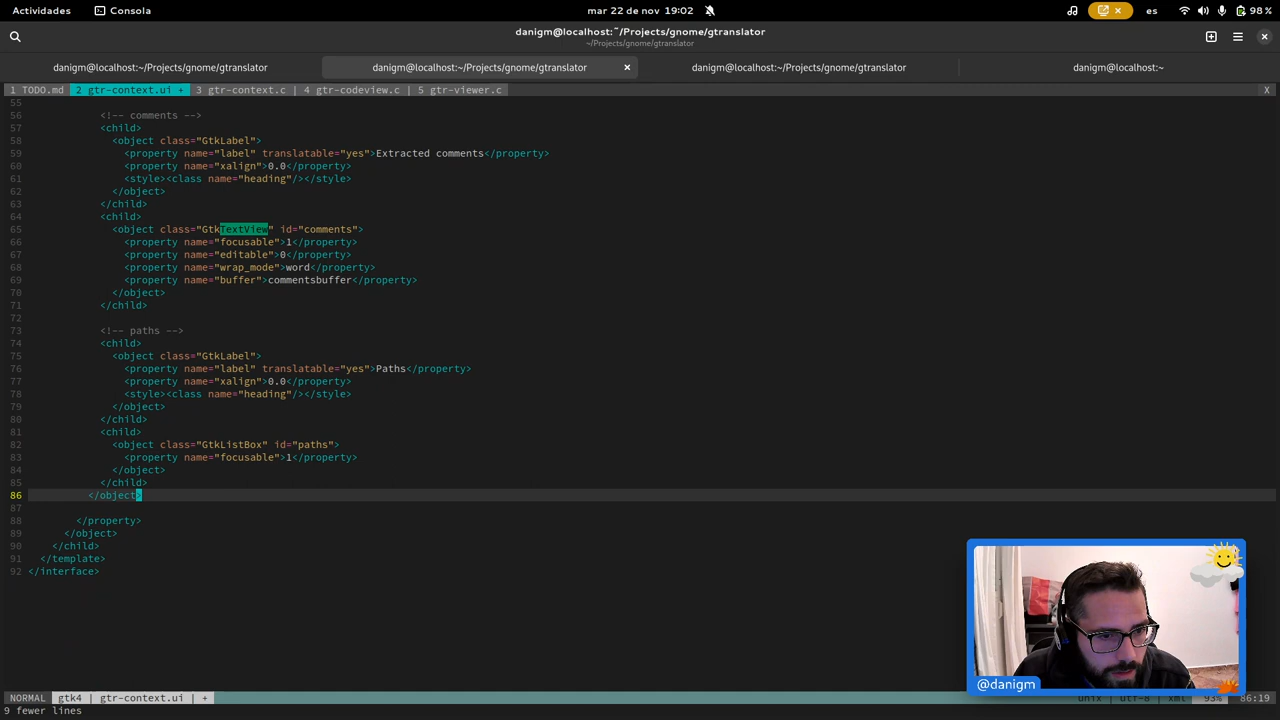 Actividades Consola mar 22 de nov 19:02 es 98 %
danigm@localhost:~/Projects/gnome/gtranslator
~/Projects/gnome/gtranslator
danigm@localhost:~/Projects/gnome/gtranslator danigm@localhost:~/Projects/gnome/gtranslator danigm@localhost:~/Projects/gnome/gtranslator danigm@localhost:~
1 TODO.md 2 gtr-context.ui + 3 gtr-context.c | 4 gtr-codeview.c | 5 gtr-viewer.c X
55
56 <!-- comments -->
57 <child>
58 <object class="GtkLabel">
59 <property name="label" translatable="yes">Extracted comments</property>
60 <property name="xalign">0.0</property>
61 <style><class name="heading"/></style>
62 </object>
63 </child>
64 <child>
65 <object class="GtkTextView" id="comments">
66 <property name="focusable">1</property>
67 <property name="editable">0</property>
68 <property name="wrap_mode">word</property>
69 <property name="buffer">commentsbuffer</property>
70 </object>
71 </child>
72
73 <!-- paths -->
74 <child>
75 <object class="GtkLabel">
76 <property name="label" translatable="yes">Paths</property>
77 <property name="xalign">0.0</property>
78 <style><class name="heading"/></style>
79 </object>
80 </child>
81 <child>
82 <object class="GtkListBox" id="paths">
83 <property name="focusable">1</property>
84 </object>
85 </child>
86 </object>
87
88 </property>
89 </object>
90 </child>
91 </template>
92 </interface>
@danigm
NORMAL gtk4 | gtr-context.ui | + unix | utf-8 | xml 93% 86:19
9 fewer lines